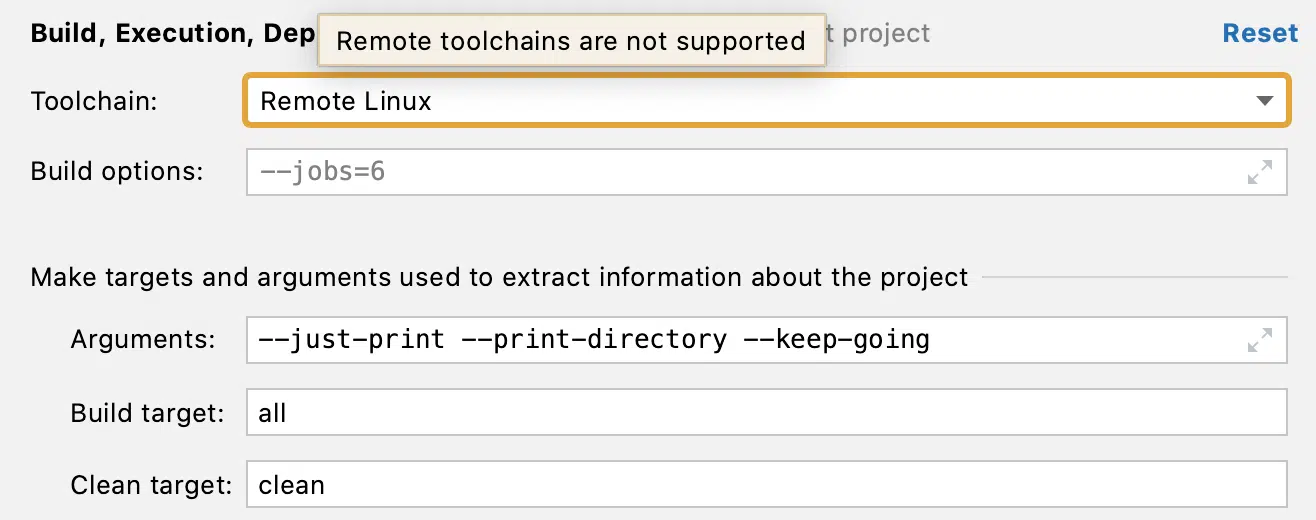 Build, Execution, Dep
Remote toolchains are not supported
t project
Reset
Toolchain:
Remote Linux
Build options:
--jobs=6
Make targets and arguments used to extract information about the project
Arguments:
--just-print --print-directory --keep-going
Build target:
all
Clean target:
clean